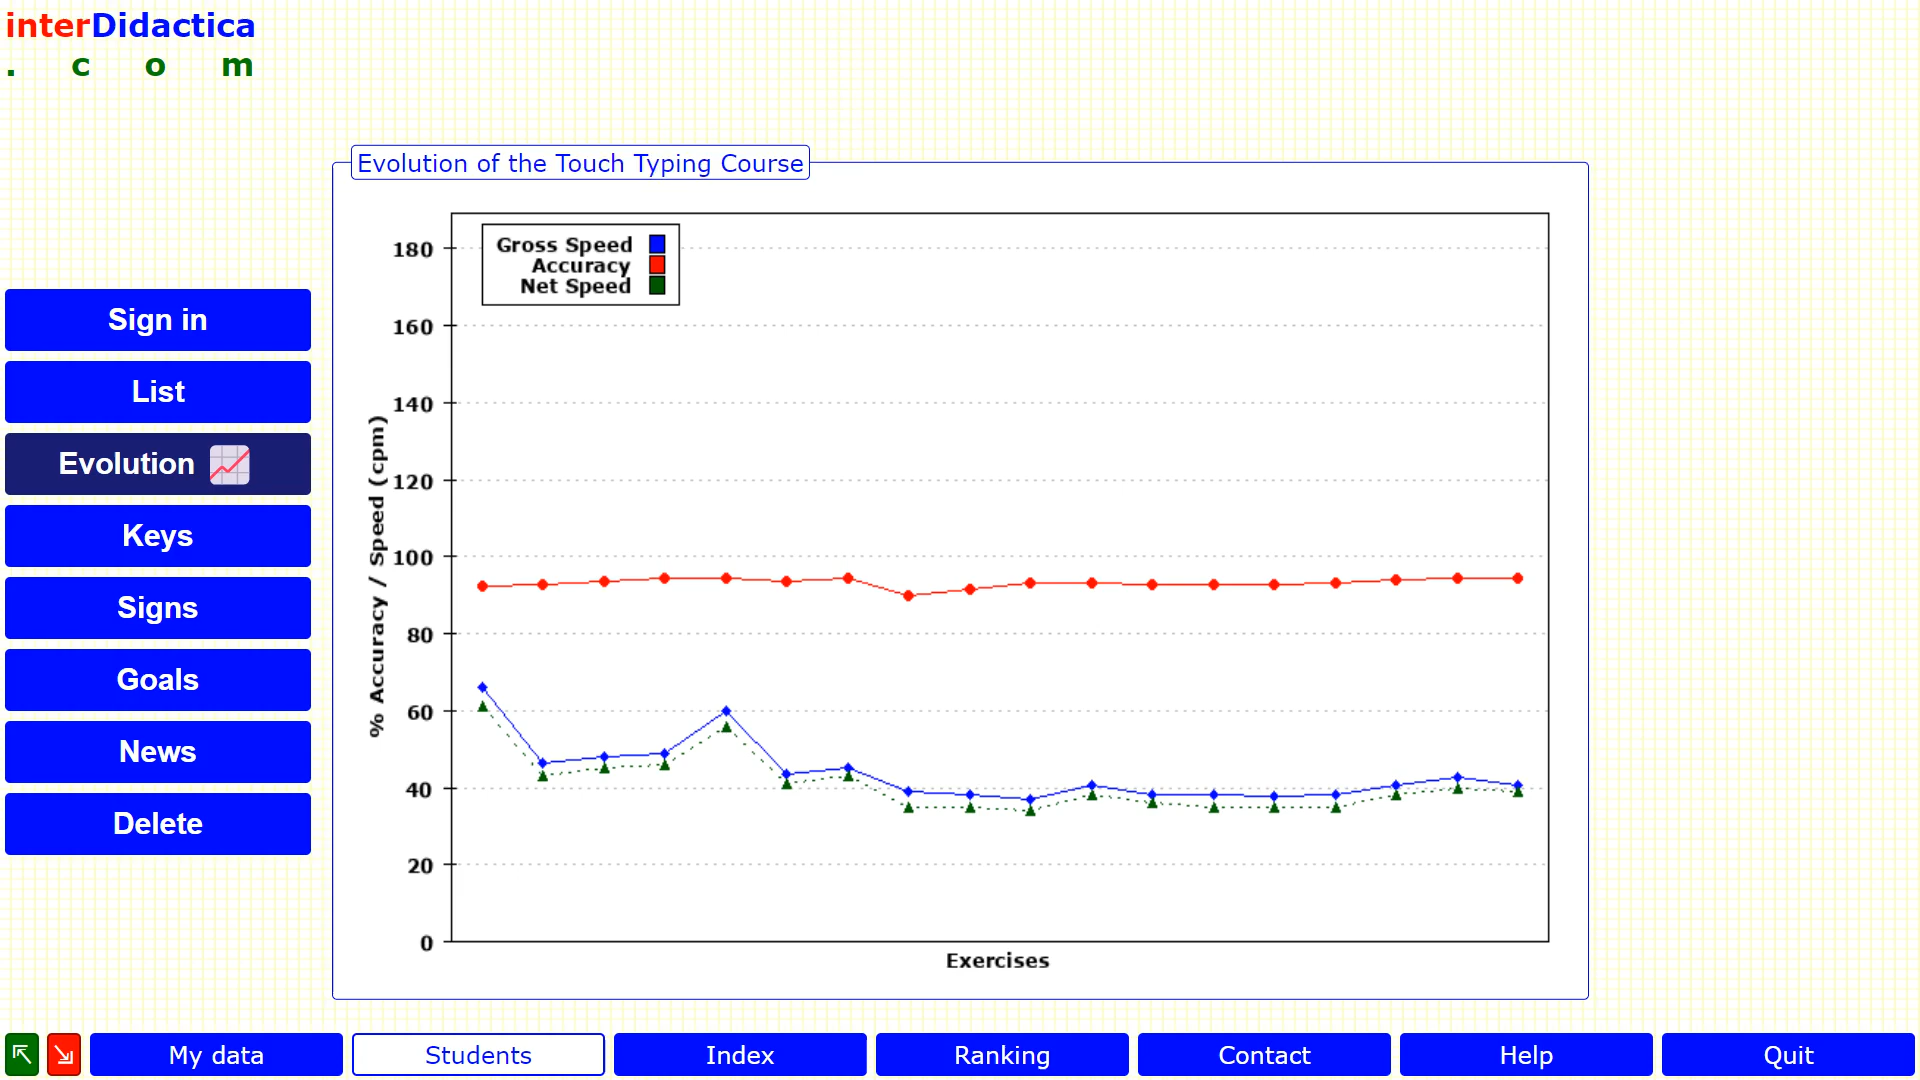 interDidactica
. c o m
Evolution of the Touch Typing Course
Gross Speed
Accuracy
Net Speed
180
160
140
120
100
80
60
40
20
0
% Accuracy / Speed (cpm)
Exercises
Sign in
List
Evolution
Keys
Signs
Goals
News
Delete
My data
Students
Index
Ranking
Contact
Help
Quit